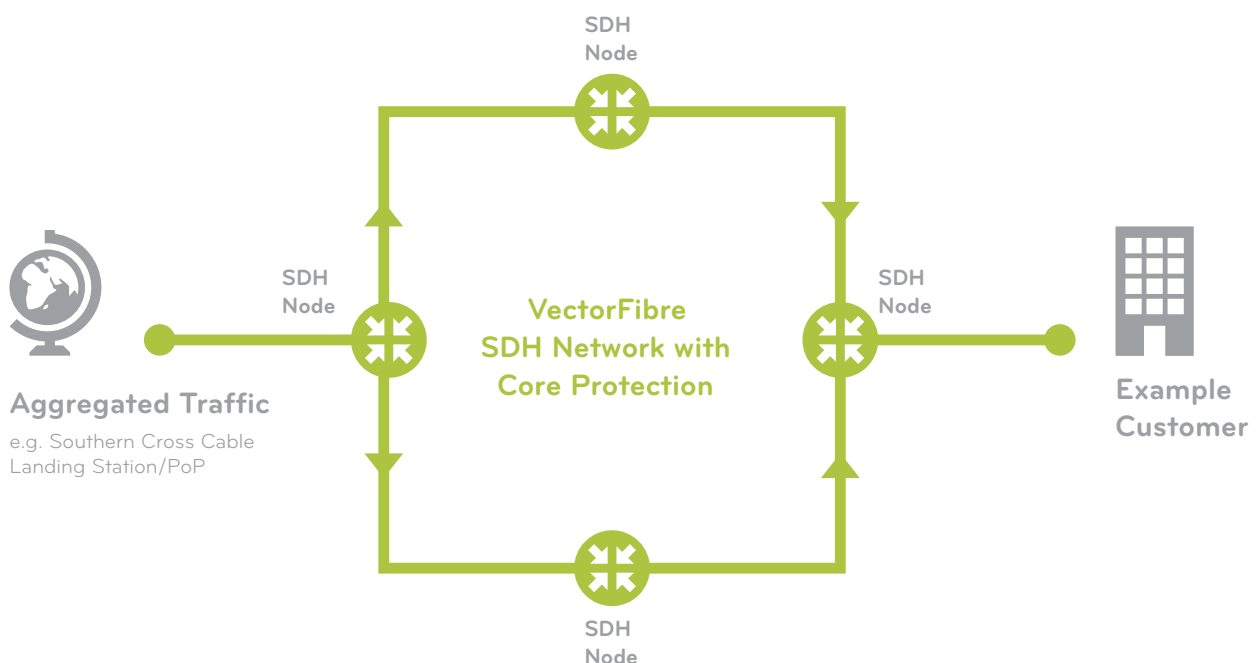 SDH
Node
SDH
Node
VectorFibre
SDH Network with
Core Protection
SDH
Node
Aggregated Traffic
e.g. Southern Cross Cable
Landing Station/PoP
Example
Customer
SDH
Node